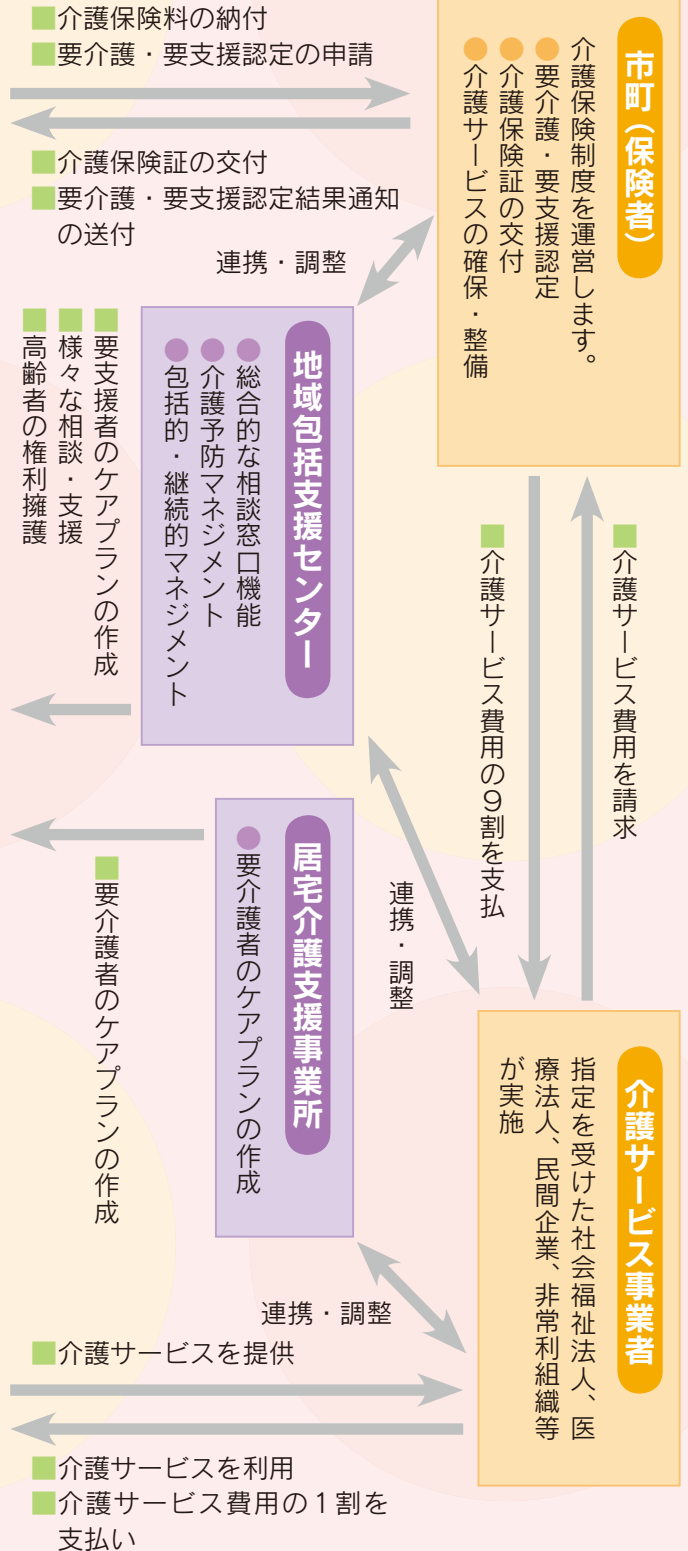 ■介護保険料の納付
■要介護・要支援認定の申請
■介護保険証の交付
■要介護・要支援認定結果通知
の送付
市町（保険者）
介護保険制度を運営します。
●要介護・要支援認定
●介護保険証の交付
●介護サービスの確保・整備
連携・調整
地域包括支援センター
●総合的な相談窓口機能
●介護予防マネジメント
●包括的・継続的マネジメント
■要支援者のケアプランの作成
■様々な相談・支援
■高齢者の権利擁護
■介護サービス費用を請求
■介護サービス費用の９割を支払
連携・調整
居宅介護支援事業所
●要介護者のケアプランの作成
■要介護者のケアプランの作成
介護サービス事業者
指定を受けた社会福祉法人、医
療法人、民間企業、非常利組織等
が実施
連携・調整
■介護サービスを提供
■介護サービスを利用
■介護サービス費用の１割を
支払い